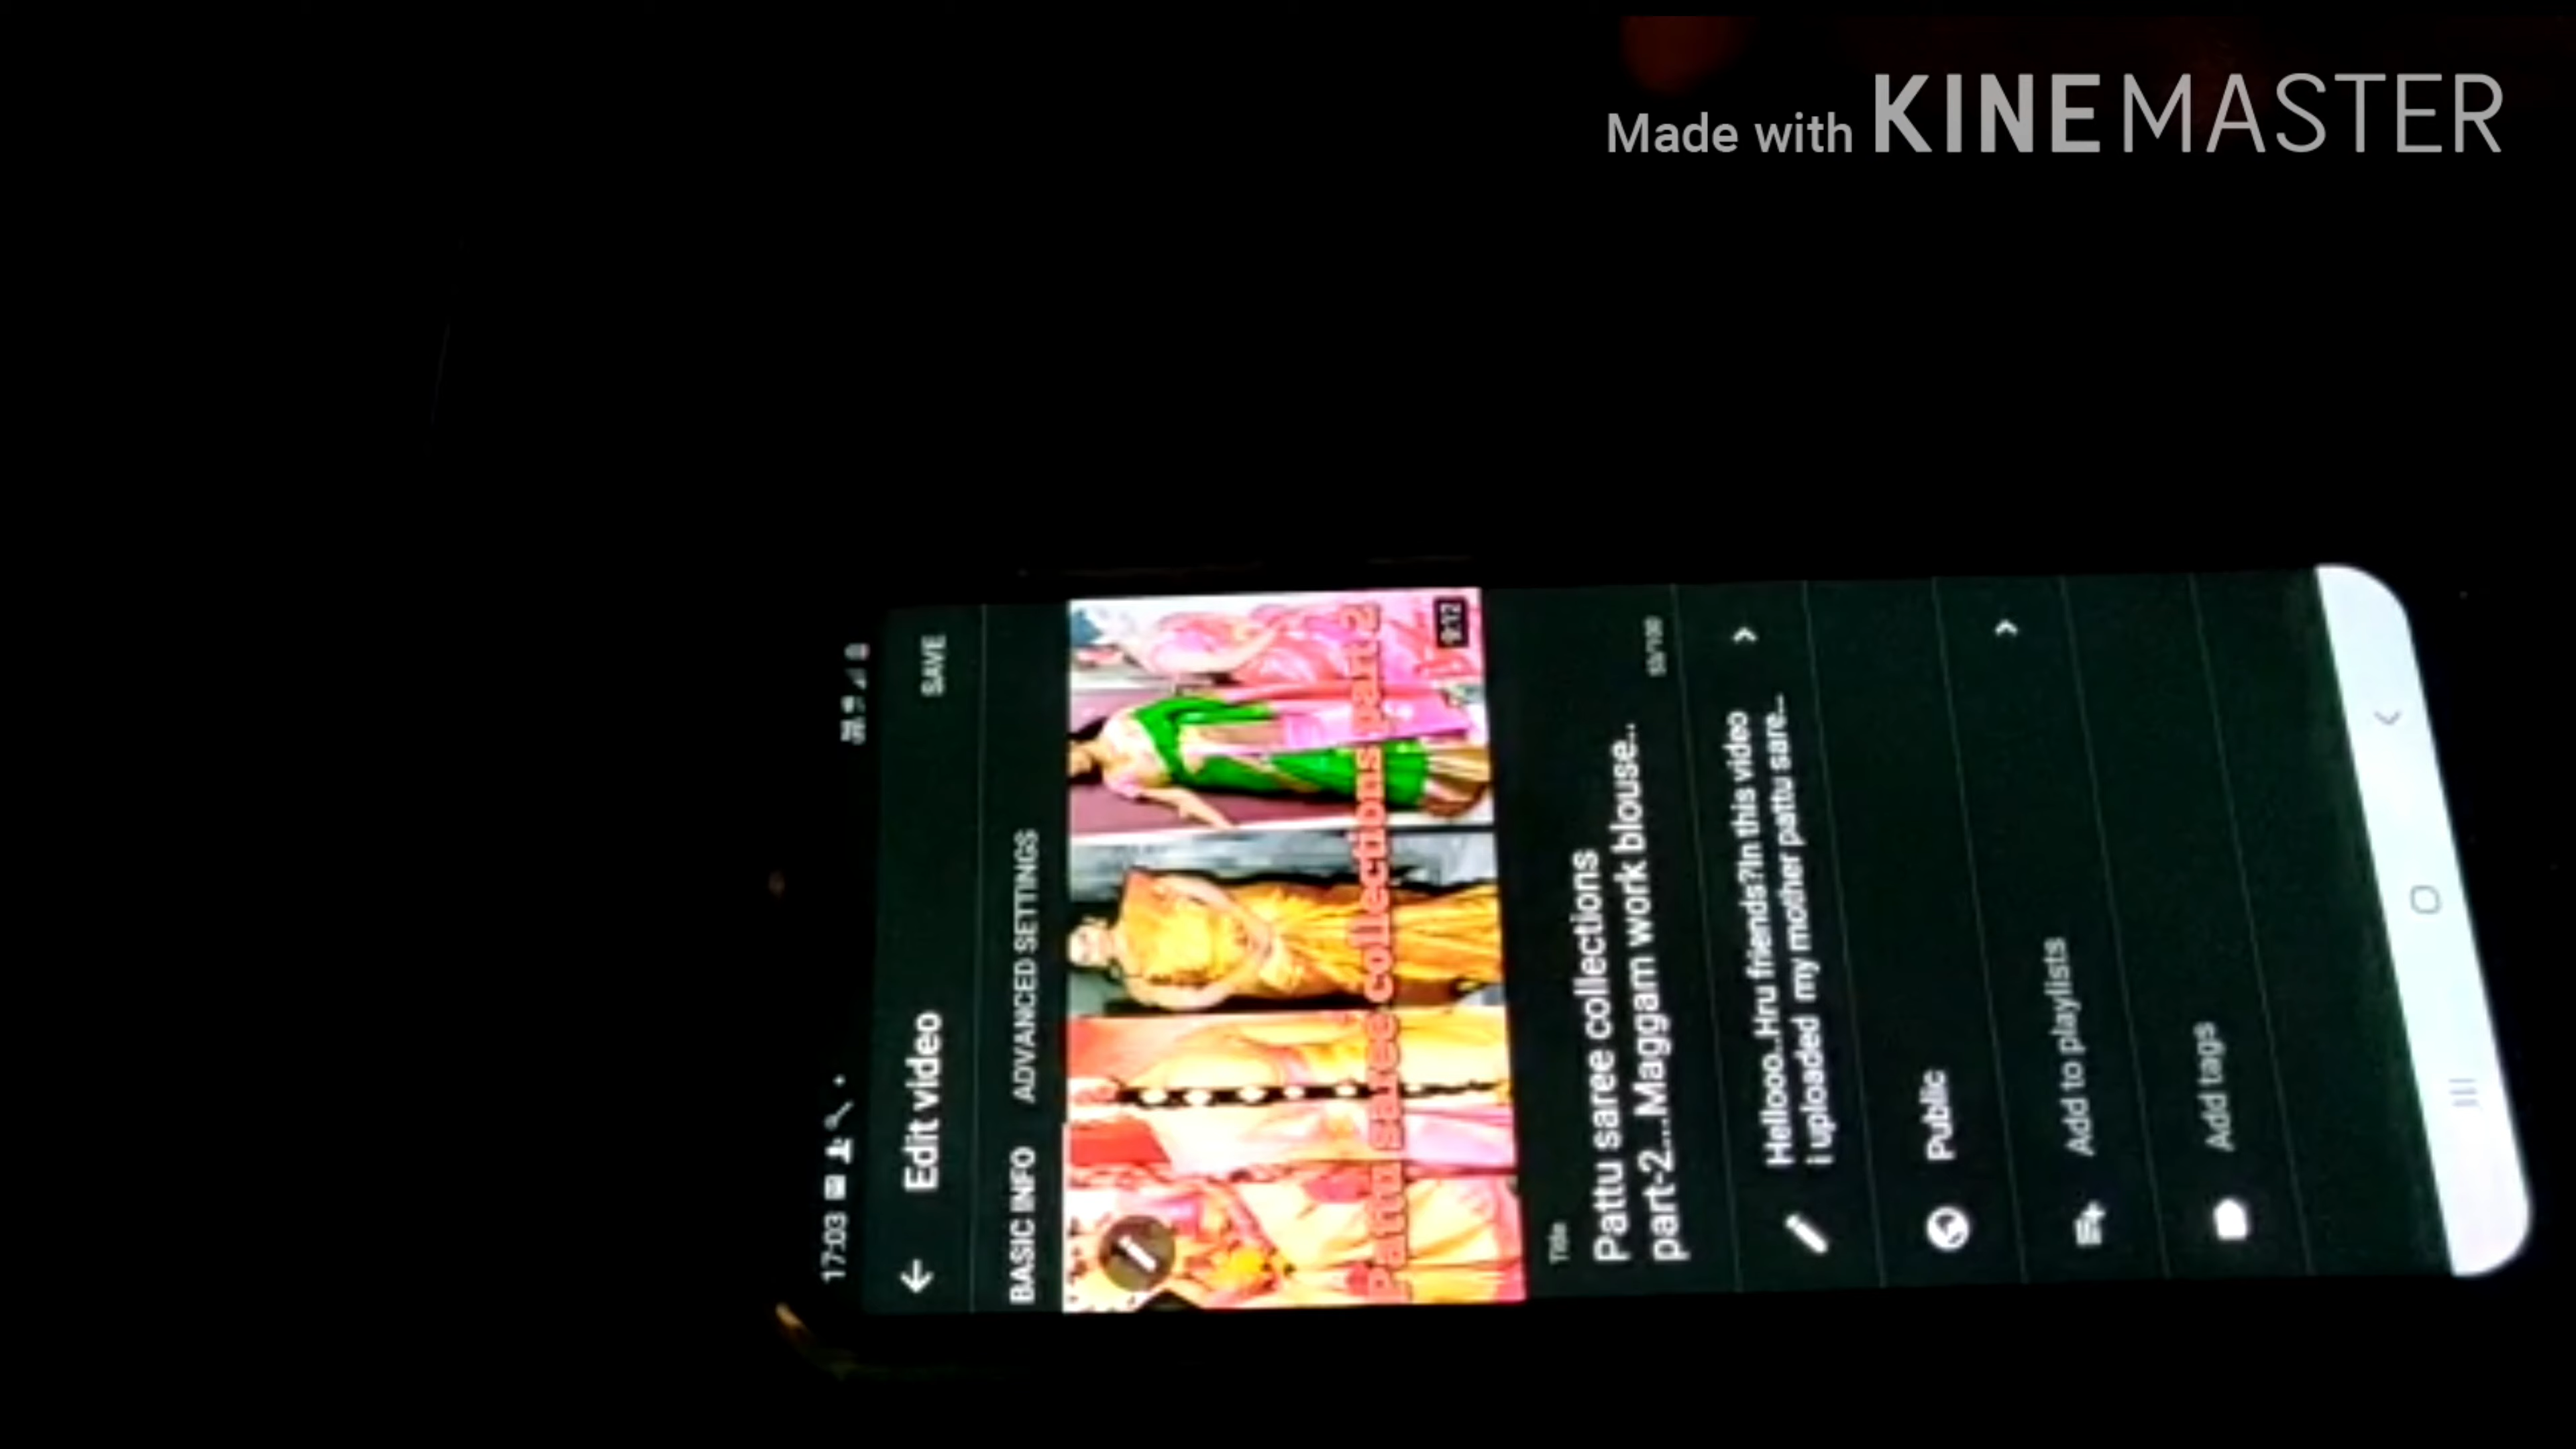 Made with KINEMASTER
17:03
Edit video
SAVE
BASIC INFO
ADVANCED SETTINGS
Pattu saree collections part 2
9:12
Title
Pattu saree collections
part-2...Maggam work blouse..
Hellooo..Hru friends?In this video
i uploaded my mother pattu sare..
Public
Add to playlists
Add tags